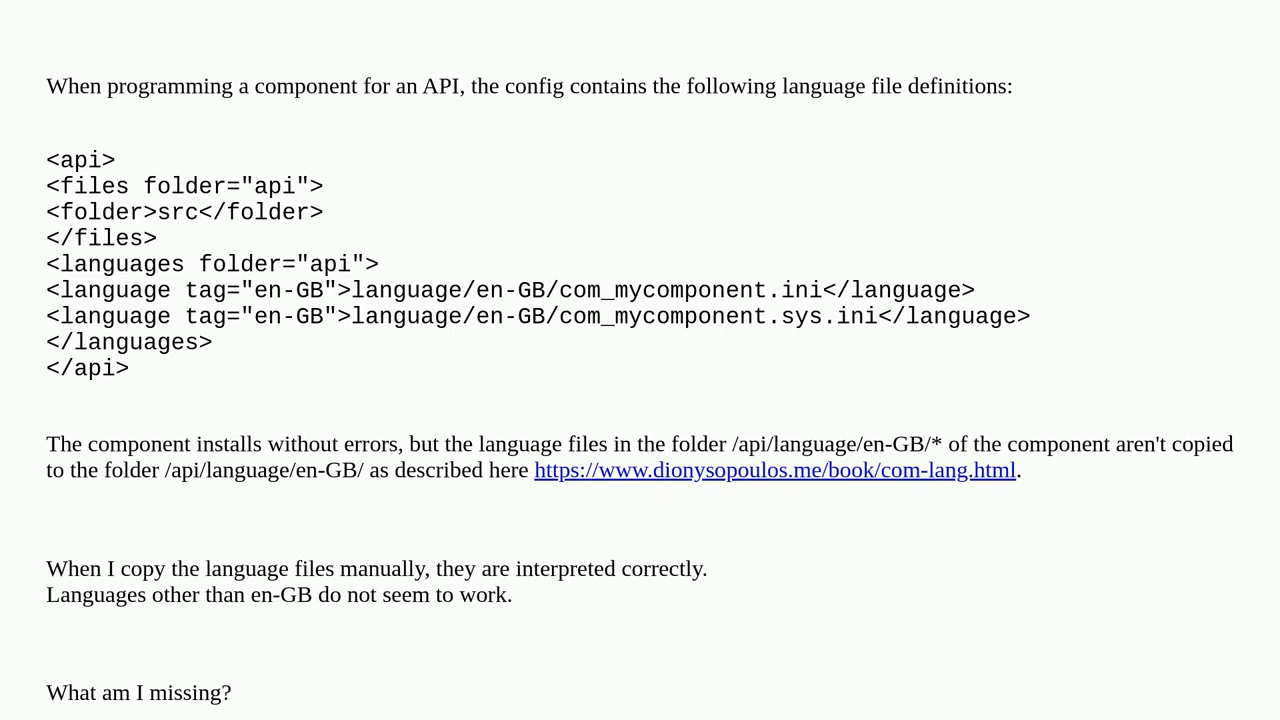 When programming a component for an API, the config contains the following language file definitions:
<api>
<files folder="api">
<folder>src</folder>
</files>
<languages folder="api">
<language tag="en-GB">language/en-GB/com_mycomponent.ini</language>
<language tag="en-GB">language/en-GB/com_mycomponent.sys.ini</language>
</languages>
</api>
The component installs without errors, but the language files in the folder /api/language/en-GB/* of the component aren't copied
to the folder /api/language/en-GB/ as described here https://www.dionysopoulos.me/book/com-lang.html.
When I copy the language files manually, they are interpreted correctly.
Languages other than en-GB do not seem to work.
What am I missing?